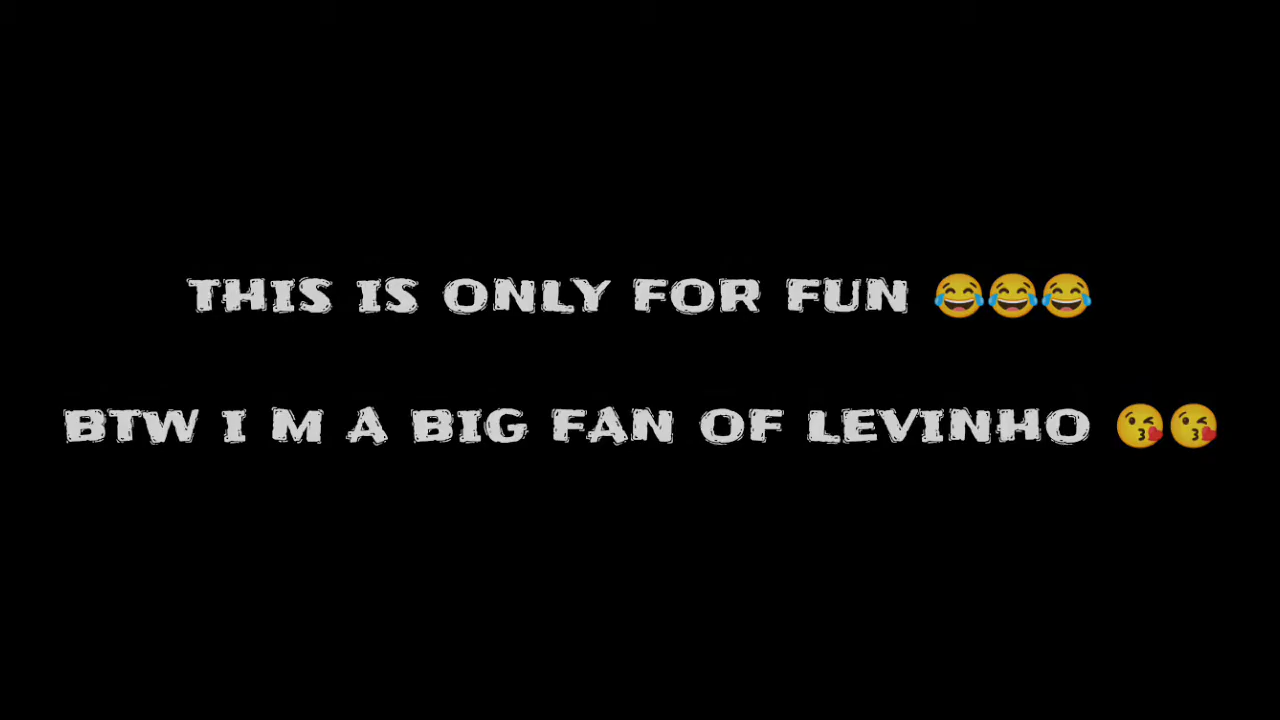 THIS IS ONLY FOR FUN 😂😂😂
BTW I M A BIG FAN OF LEVINHO 😘😘